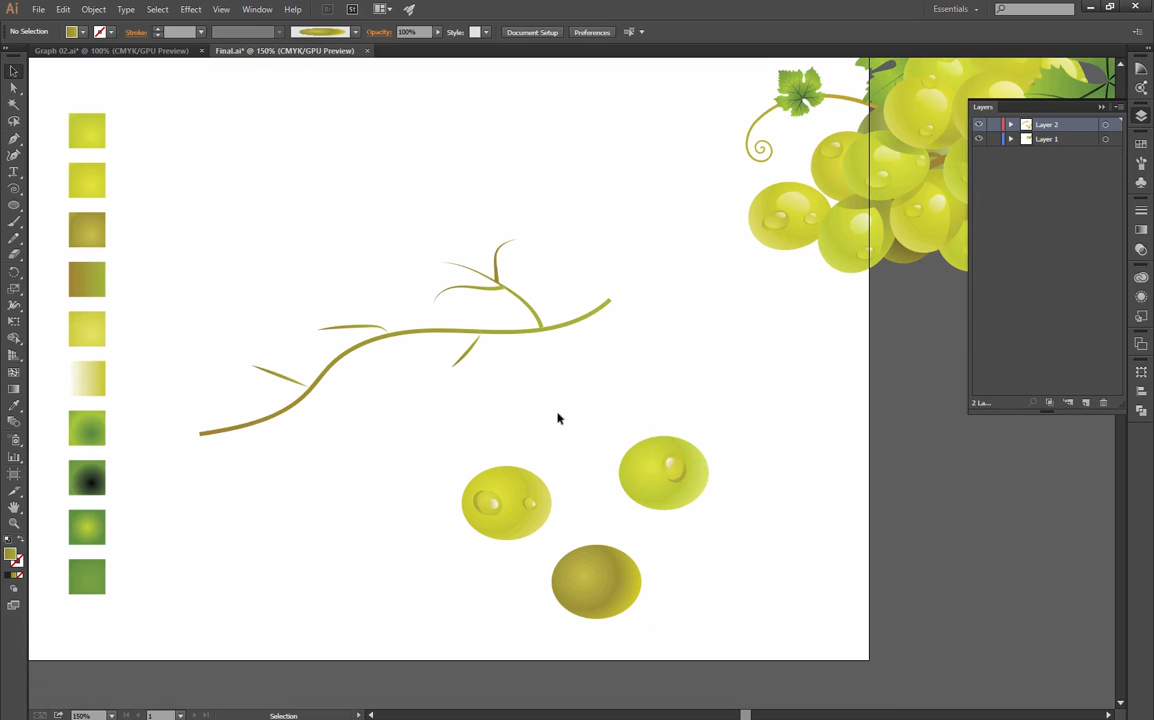 Ai File Edit Object Type Select Effect View Window Help Br St Essentials
No Selection Stroke: Opacity: 100% Style: Document Setup Preferences
Graph 02.ai* @ 100% (CMYK/GPU Preview) × Final.ai* @ 150% (CMYK/GPU Preview) ×
Layers
Layer 2
Layer 1
2 La...
150% 1 Selection